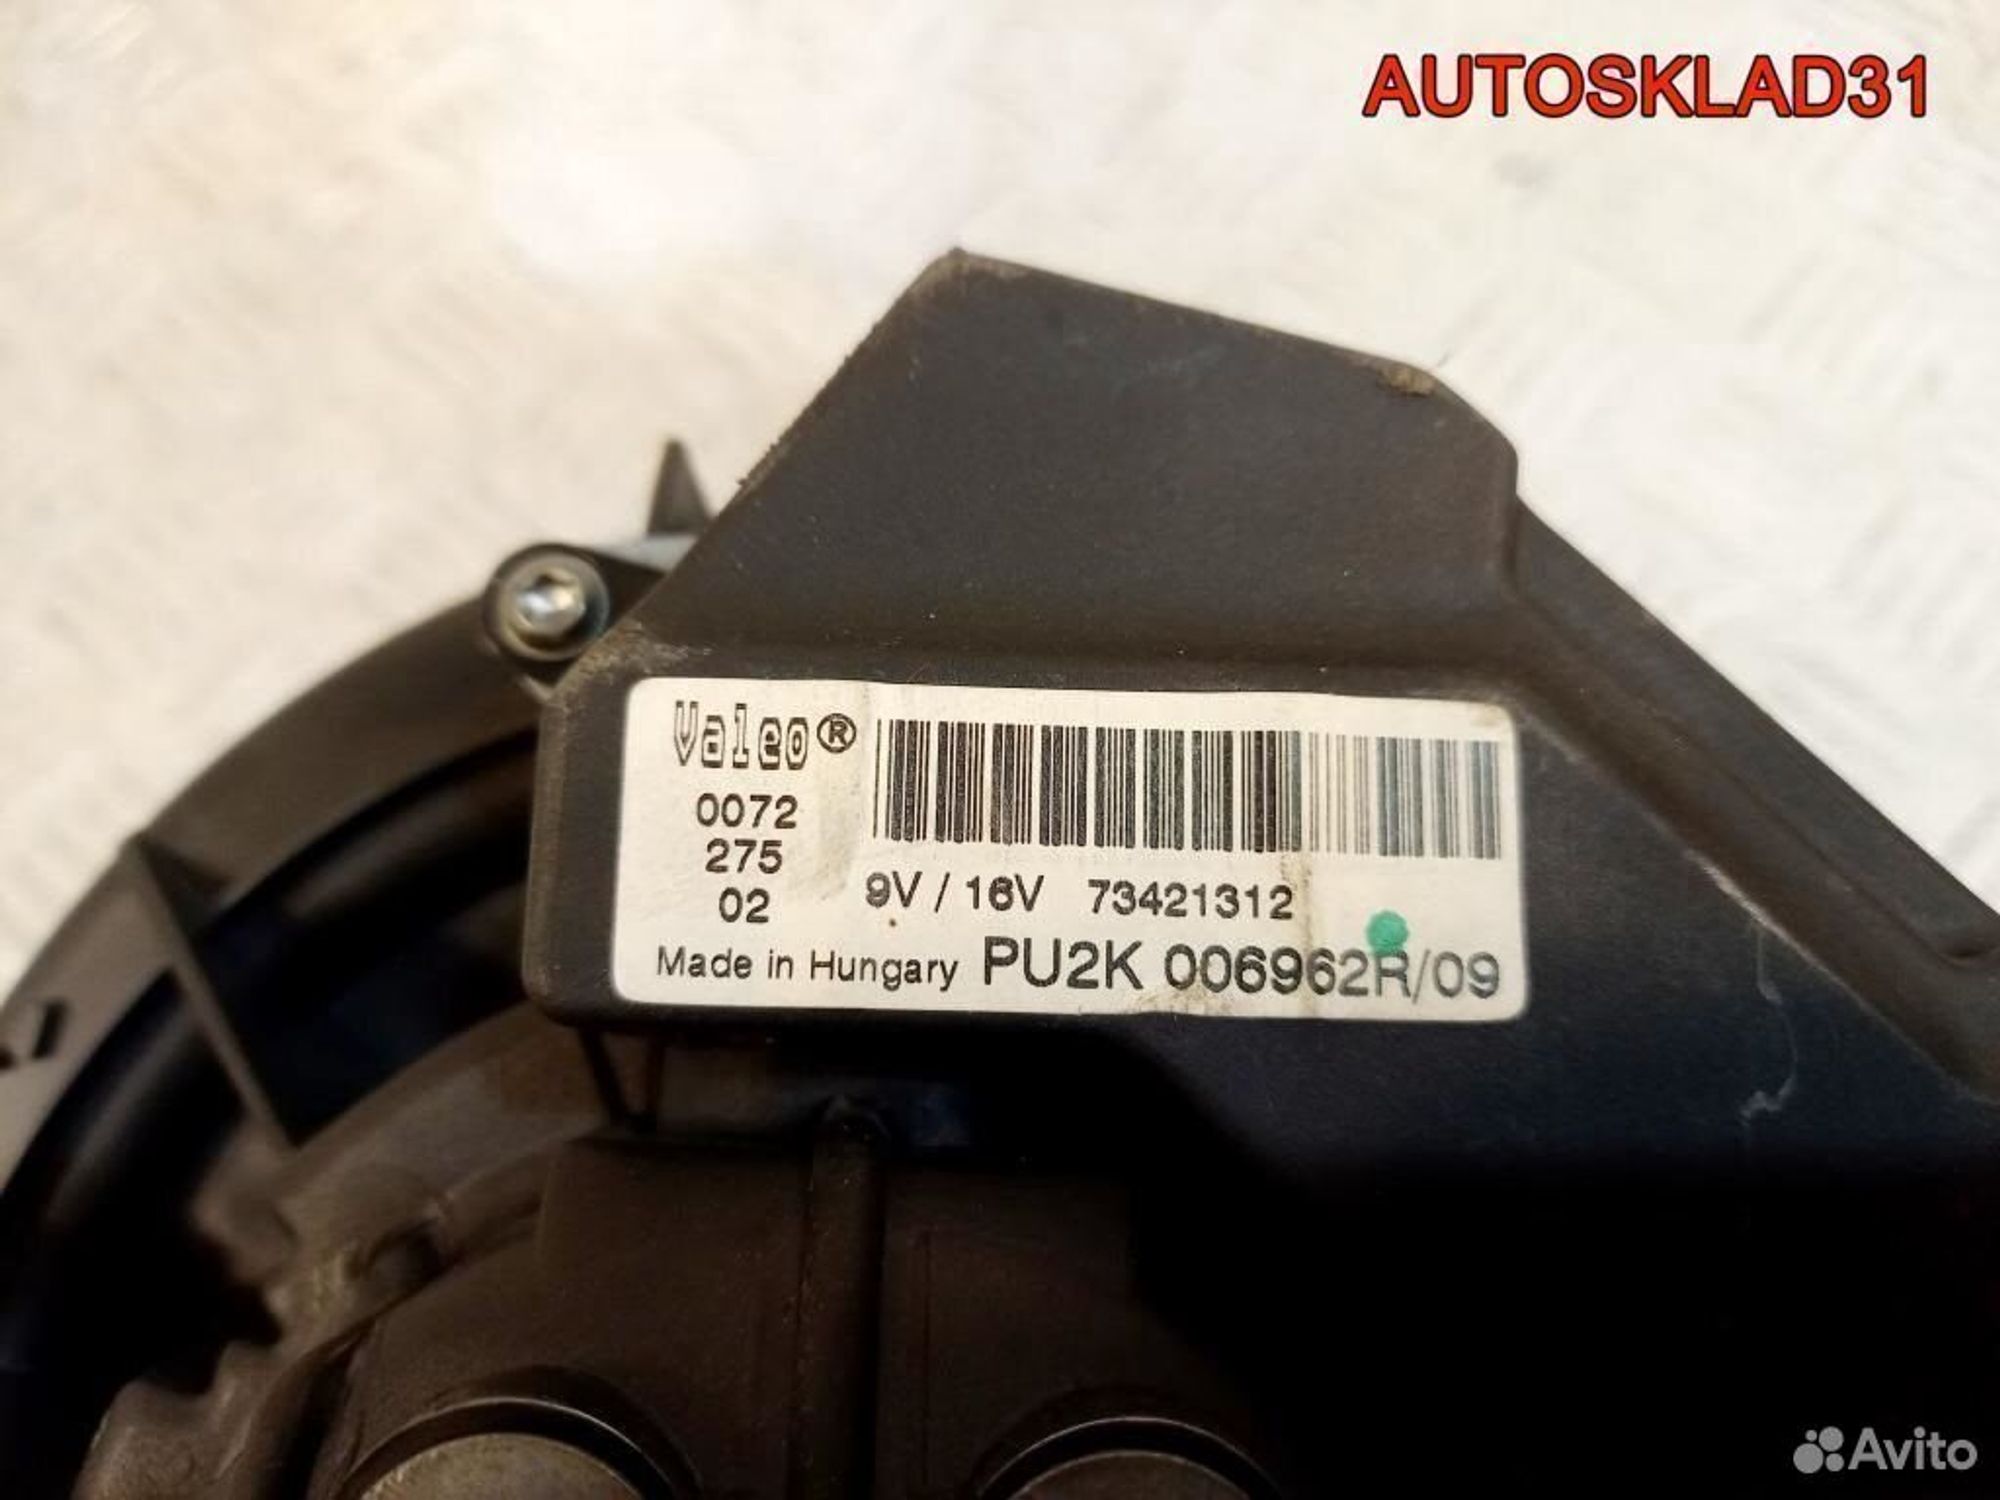 AUTOSKLAD31
Valeo®
0072
275
02
9V / 16V 73421312
Made in Hungary PU2K 006962R/09
Avito